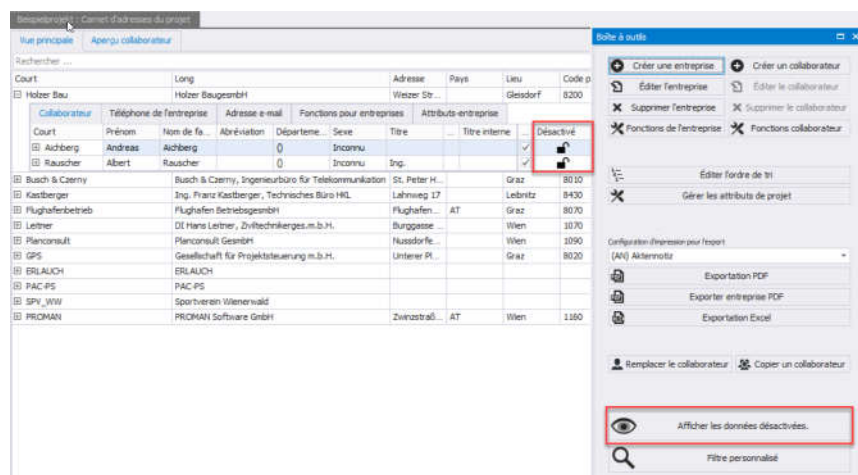 Beispielprojekt : Carnet d'adresses du projet
Vue principale Aperçu collaborateur
Rechercher ...
Court Long Adresse Pays Lieu Code p
Holzer Bau Holzer BaugesmbH Weizer Str... Gleisdorf 8200
Collaborateur Téléphone de l'entreprise Adresse e-mail Fonctions pour entreprises Attributs-entreprise
Court Prénom Nom de fa... Abréviation Départeme... Sexe Titre ... Titre interne ... Désactivé
Aichberg Andreas Aichberg () Inconnu
Rauscher Albert Rauscher () Inconnu Ing.
Busch & Czerny Busch & Czerny, Ingenieurbüro für Telekommunikation St. Peter H... Graz 8010
Kastberger Ing. Franz Kastberger, Technisches Büro HKL Lahnweg 17 Leibnitz 8430
Flughafenbetrieb Flughafen BetriebsgesmbH Flughafen... AT Graz 8070
Leitner DI Hans Leitner, Ziviltechnikerges.m.b.H. Burggasse ... Wien 1070
Planconsult Planconsult GesmbH Nussdorfe... Wien 1090
GPS Gesellschaft für Projektsteuerung m.b.H. Unterer Pl... Graz 8020
ERLAUCH ERLAUCH
PAC-PS PAC-PS
SPV_WW Sportverein Wienerwald
PROMAN PROMAN Software GmbH Zwinzstraß... AT Wien 1160
Boîte à outils
Créer une entreprise Créer un collaborateur
Éditer l'entreprise Éditer le collaborateur
Supprimer l'entreprise Supprimer le collaborateur
Fonctions de l'entreprise Fonctions collaborateur
Éditer l'ordre de tri
Gérer les attributs de projet
Configuration d'impression pour l'export
(AN) Aktennotiz
Exportation PDF
Exporter entreprise PDF
Exportation Excel
Remplacer le collaborateur Copier un collaborateur
Afficher les données désactivées.
Filtre personnalisé